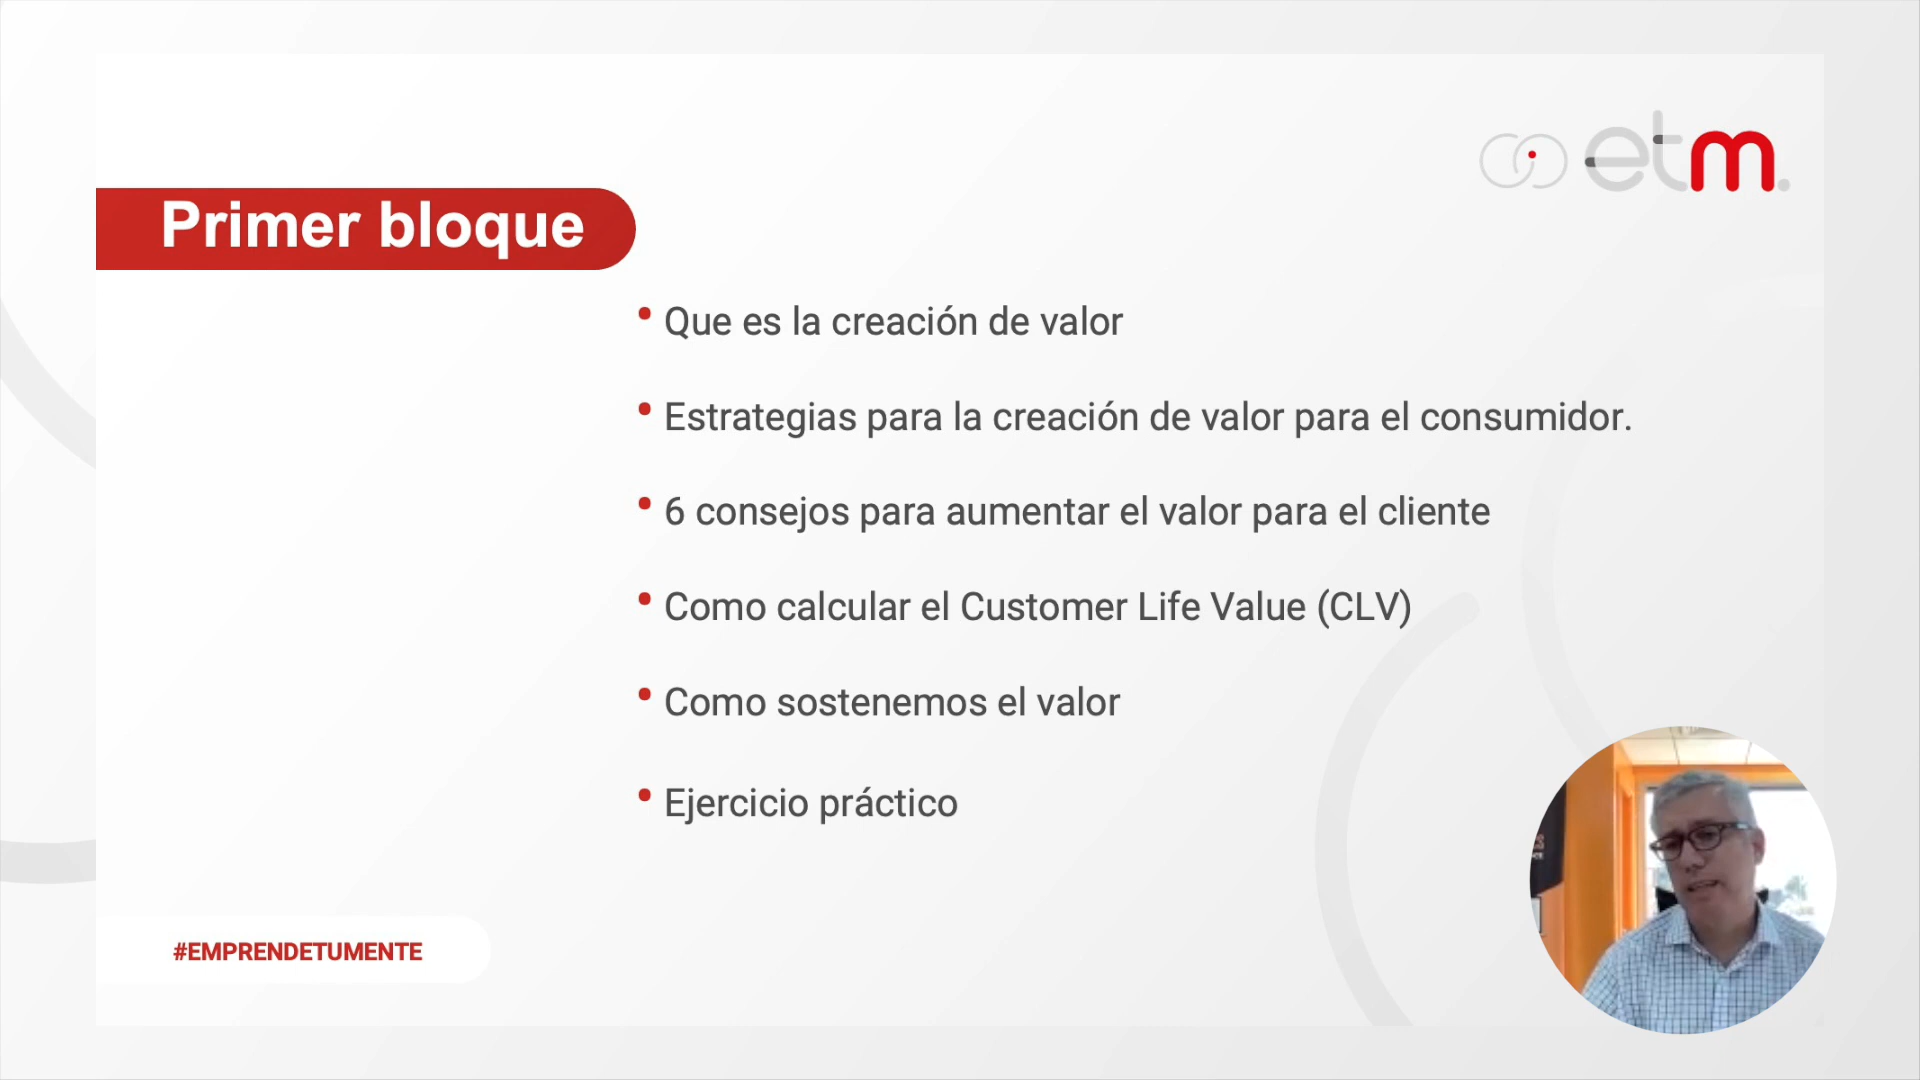 etm.
Primer bloque
Que es la creación de valor
Estrategias para la creación de valor para el consumidor.
6 consejos para aumentar el valor para el cliente
Como calcular el Customer Life Value (CLV)
Como sostenemos el valor
Ejercicio práctico
#EMPRENDETUMENTE